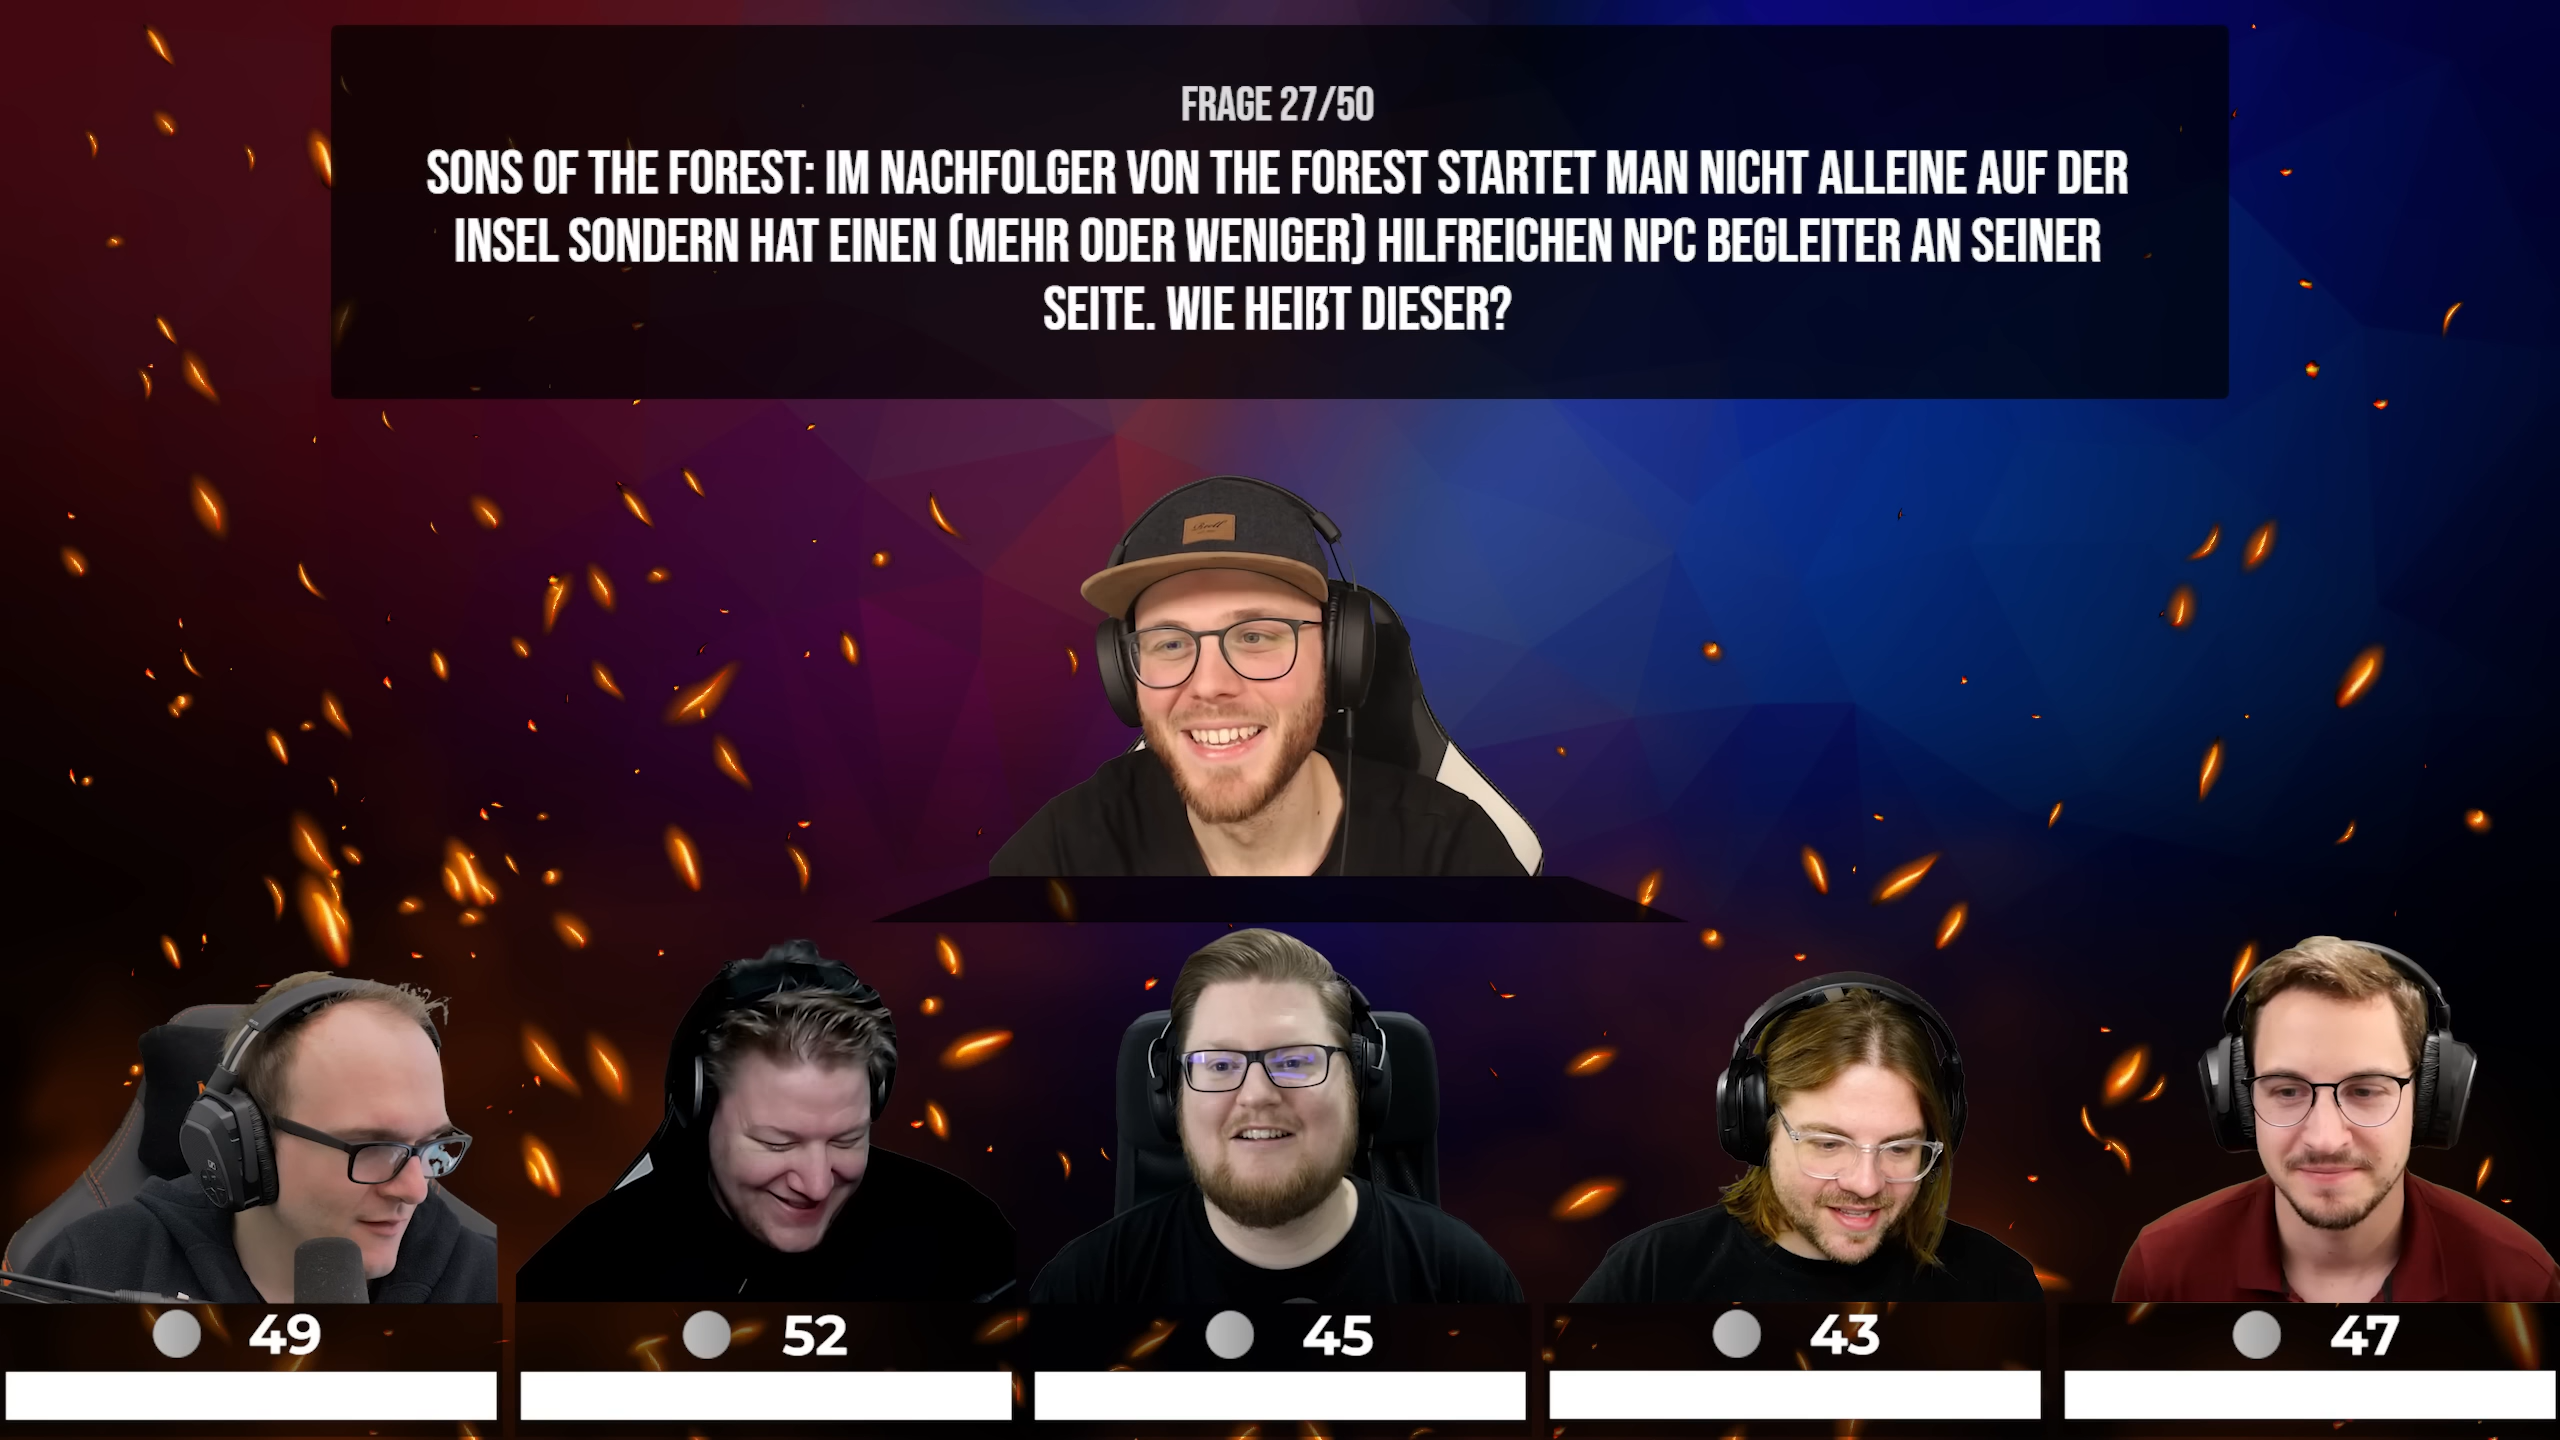 FRAGE 27/50
SONS OF THE FOREST: IM NACHFOLGER VON THE FOREST STARTET MAN NICHT ALLEINE AUF DER
INSEL SONDERN HAT EINEN (MEHR ODER WENIGER) HILFREICHEN NPC BEGLEITER AN SEINER
SEITE. WIE HEIßT DIESER?
49
52
45
43
47